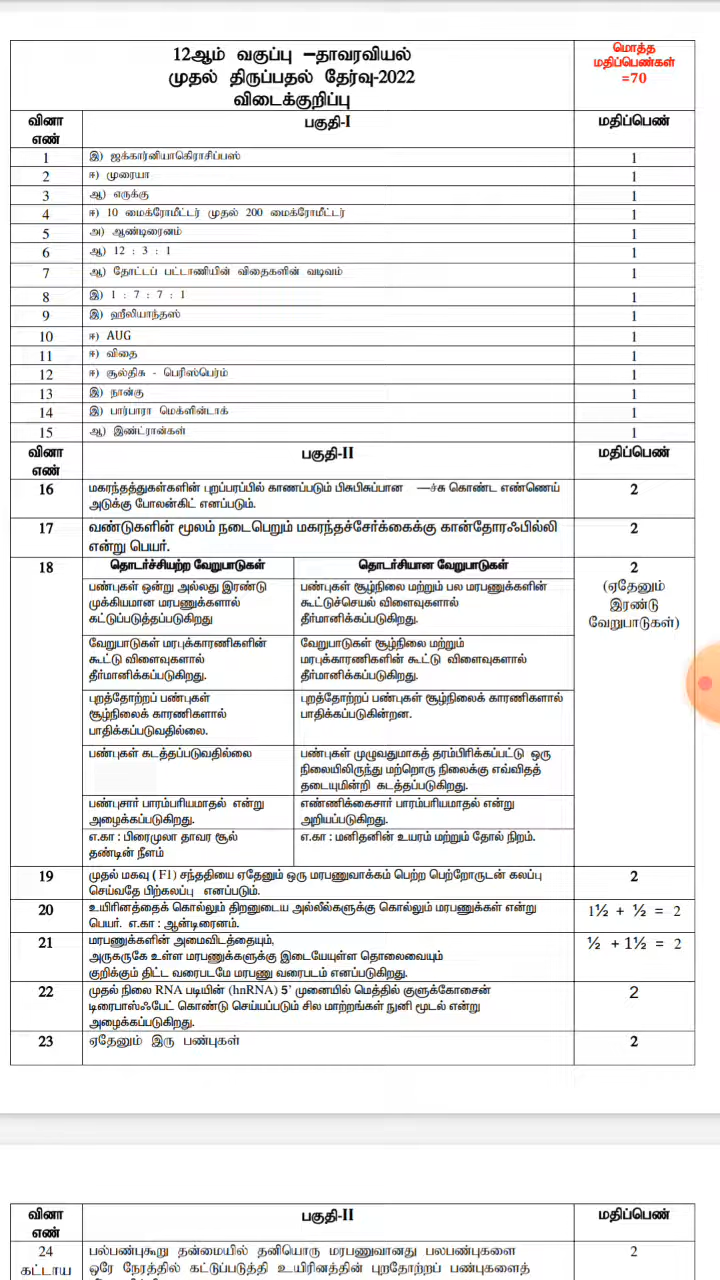 12ஆம் வகுப்பு –தாவரவியல்
முதல் திருப்பதல் தேர்வு-2022
விடைக்குறிப்பு
மொத்த
மதிப்பெண்கள்
=70
வினா
எண்
பகுதி-I
மதிப்பெண்
1 இ) ஜக்கார்னியாகிராசிப்பஸ் 1
2 ஈ) முரையா 1
3 ஆ) எருக்கு 1
4 ஈ) 10 மைக்ரோமீட்டர் முதல் 200 மைக்ரோமீட்டர் 1
5 அ) ஆண்டிரைனம் 1
6 ஆ) 12 : 3 : 1 1
7 ஆ) தோட்டப் பட்டாணியின் விதைகளின் வடிவம் 1
8 இ) 1 : 7 : 7 : 1 1
9 இ) ஹீலியாந்தஸ் 1
10 ஈ) AUG 1
11 ஈ) விதை 1
12 ஈ) சூல்திசு - பெரிஸ்பெர்ம் 1
13 இ) நான்கு 1
14 இ) பார்பாரா மெக்ளின்டாக் 1
15 ஆ) இண்ட்ரான்கள் 1
வினா
எண்
பகுதி-II
மதிப்பெண்
16 மகரந்தத்துகள்களின் புறப்பரப்பில் காணப்படும் பிசுபிசுப்பான —ச்சு கொண்ட எண்ணெய் 2
அடுக்கு போலன்கிட் எனப்படும்.
17 வண்டுகளின் மூலம் நடைபெறும் மகரந்தச்சேர்க்கைக்கு கான்தோரஃபில்லி 2
என்று பெயர்.
18 தொடர்ச்சியற்ற வேறுபாடுகள் தொடர்சியான வேறுபாடுகள் 2
(ஏதேனும்
இரண்டு
வேறுபாடுகள்)
பண்புகள் ஒன்று அல்லது இரண்டு
முக்கியமான மரபணுக்களால்
கட்டுப்படுத்தப்படுகிறது
பண்புகள் சூழ்நிலை மற்றும் பல மரபணுக்களின்
கூட்டுச்செயல் விளைவுகளால்
தீர்மானிக்கப்படுகிறது.
வேறுபாடுகள் மரபுக்காரணிகளின்
கூட்டு விளைவுகளால்
தீர்மானிக்கப்படுகிறது.
வேறுபாடுகள் சூழ்நிலை மற்றும்
மரபுக்காரணிகளின் கூட்டு விளைவுகளால்
தீர்மானிக்கப்படுகிறது.
புறத்தோற்றப் பண்புகள்
சூழ்நிலைக் காரணிகளால்
பாதிக்கப்படுவதில்லை.
புறத்தோற்றப் பண்புகள் சூழ்நிலைக் காரணிகளால்
பாதிக்கப்படுகின்றன.
பண்புகள் கடத்தப்படுவதில்லை
பண்புகள் முழுவதுமாகத் தரம்பிரிக்கப்பட்டு ஒரு
நிலையிலிருந்து மற்றொரு நிலைக்கு எவ்விதத்
தடையுமின்றி கடத்தப்படுகிறது.
பண்புசார் பாரம்பரியமாதல் என்று
அழைக்கப்படுகிறது.
எண்ணிக்கைசார் பாரம்பரியமாதல் என்று
அறியப்படுகிறது.
எ.கா : பிரைமுலா தாவர சூல்
தண்டின் நீளம்
எ.கா : மனிதனின் உயரம் மற்றும் தோல் நிறம்.
19 முதல் மகவு ( F1) சந்ததியை ஏதேனும் ஒரு மரபணுவாக்கம் பெற்ற பெற்றோருடன் கலப்பு 2
செய்வதே பிற்கலப்பு எனப்படும்.
20 உயிரினத்தைக் கொல்லும் திறனுடைய அல்லீல்களுக்கு கொல்லும் மரபணுக்கள் என்று 1½ + ½ = 2
பெயர். எ.கா : ஆன்டிரைனம்.
21 மரபணுக்களின் அமைவிடத்தையும், ½ + 1½ = 2
அருகருகே உள்ள மரபணுக்களுக்கு இடையேயுள்ள தொலைவையும்
குறிக்கும் திட்ட வரைபடமே மரபணு வரைபடம் எனப்படுகிறது.
22 முதல் நிலை RNA படியின் (hnRNA) 5’ முனையில் மெத்தில் குளுக்கோசைன் 2
டிரைபாஸ்ஃபேட் கொண்டு செய்யப்படும் சில மாற்றங்கள் நுனி மூடல் என்று
அழைக்கப்படுகிறது.
23 ஏதேனும் இரு பண்புகள் 2
வினா
எண்
பகுதி-II
மதிப்பெண்
24 பல்பண்புகூறு தன்மையில் தனியொரு மரபணுவானது பலபண்புகளை 2
கட்டாய ஒரே நேரத்தில் கட்டுப்படுத்தி உயிரினத்தின் புறதோற்றப் பண்புகளைத்